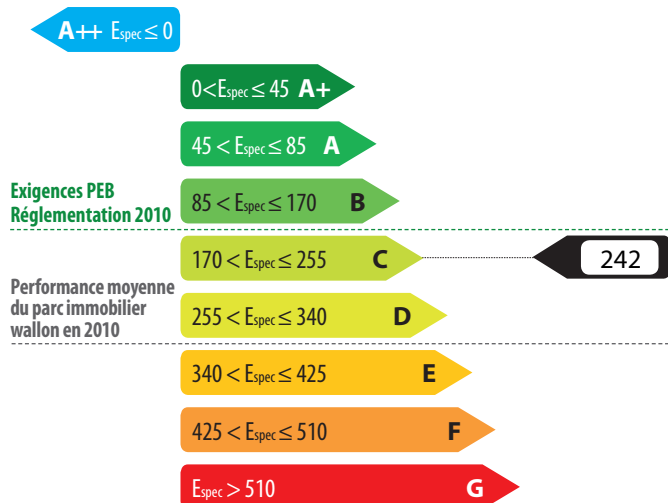 A++ Espec ≤ 0
0<Espec ≤ 45 A+
45 < Espec ≤ 85 A
Exigences PEB
Réglementation 2010
85 < Espec ≤ 170 B
170 < Espec ≤ 255 C
242
Performance moyenne
du parc immobilier
wallon en 2010
255 < Espec ≤ 340 D
340 < Espec ≤ 425 E
425 < Espec ≤ 510 F
Espec > 510 G